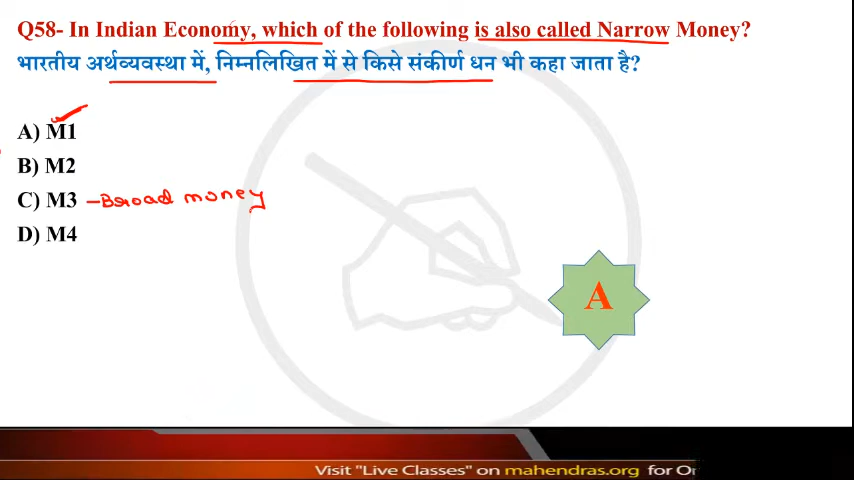 Q58- In Indian Economy, which of the following is also called Narrow Money?
भारतीय अर्थव्यवस्था में, निम्नलिखित में से किसे संकीर्ण धन भी कहा जाता है?
A) M1
B) M2
C) M3 -Broad money
D) M4
A
Visit "Live Classes" on mahendras.org for Or